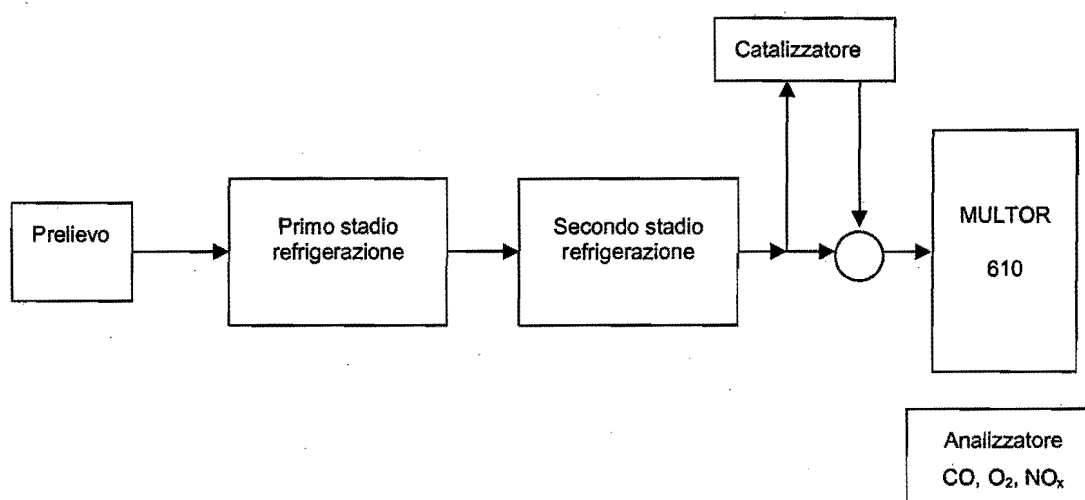 Catalizzatore
Prelievo
Primo stadio
refrigerazione
Secondo stadio
refrigerazione
MULTOR
610
Analizzatore
CO, O₂, NOₓ